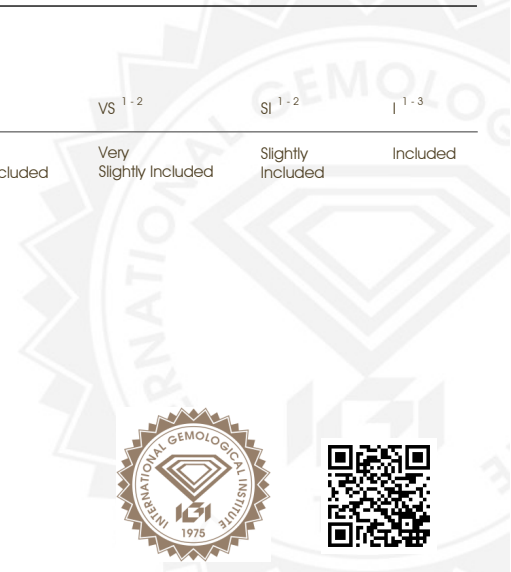 VS 1 - 2 SI 1 - 2 I 1 - 3
cluded Very Slightly Included Slightly Included Included
INTERNATIONAL GEMOLOGICAL INSTITUTE
IGI
1975